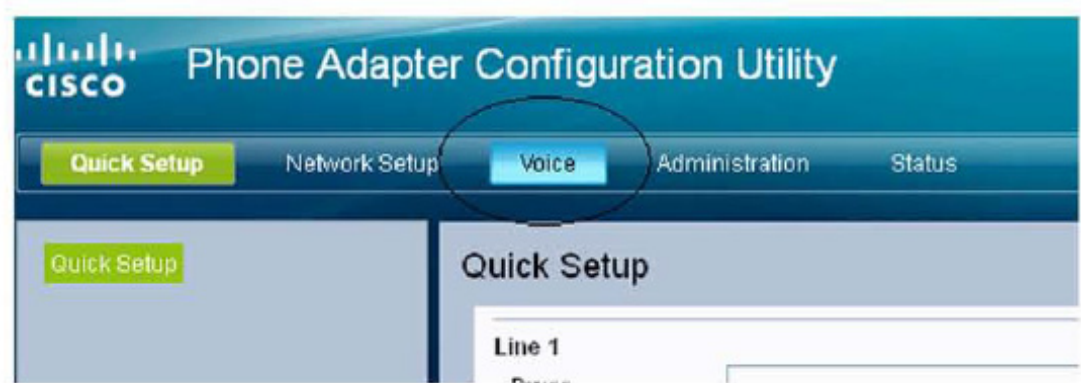 CISCO
Phone Adapter Configuration Utility
Quick Setup Network Setup Voice Administration Status
Quick Setup
Quick Setup
Line 1